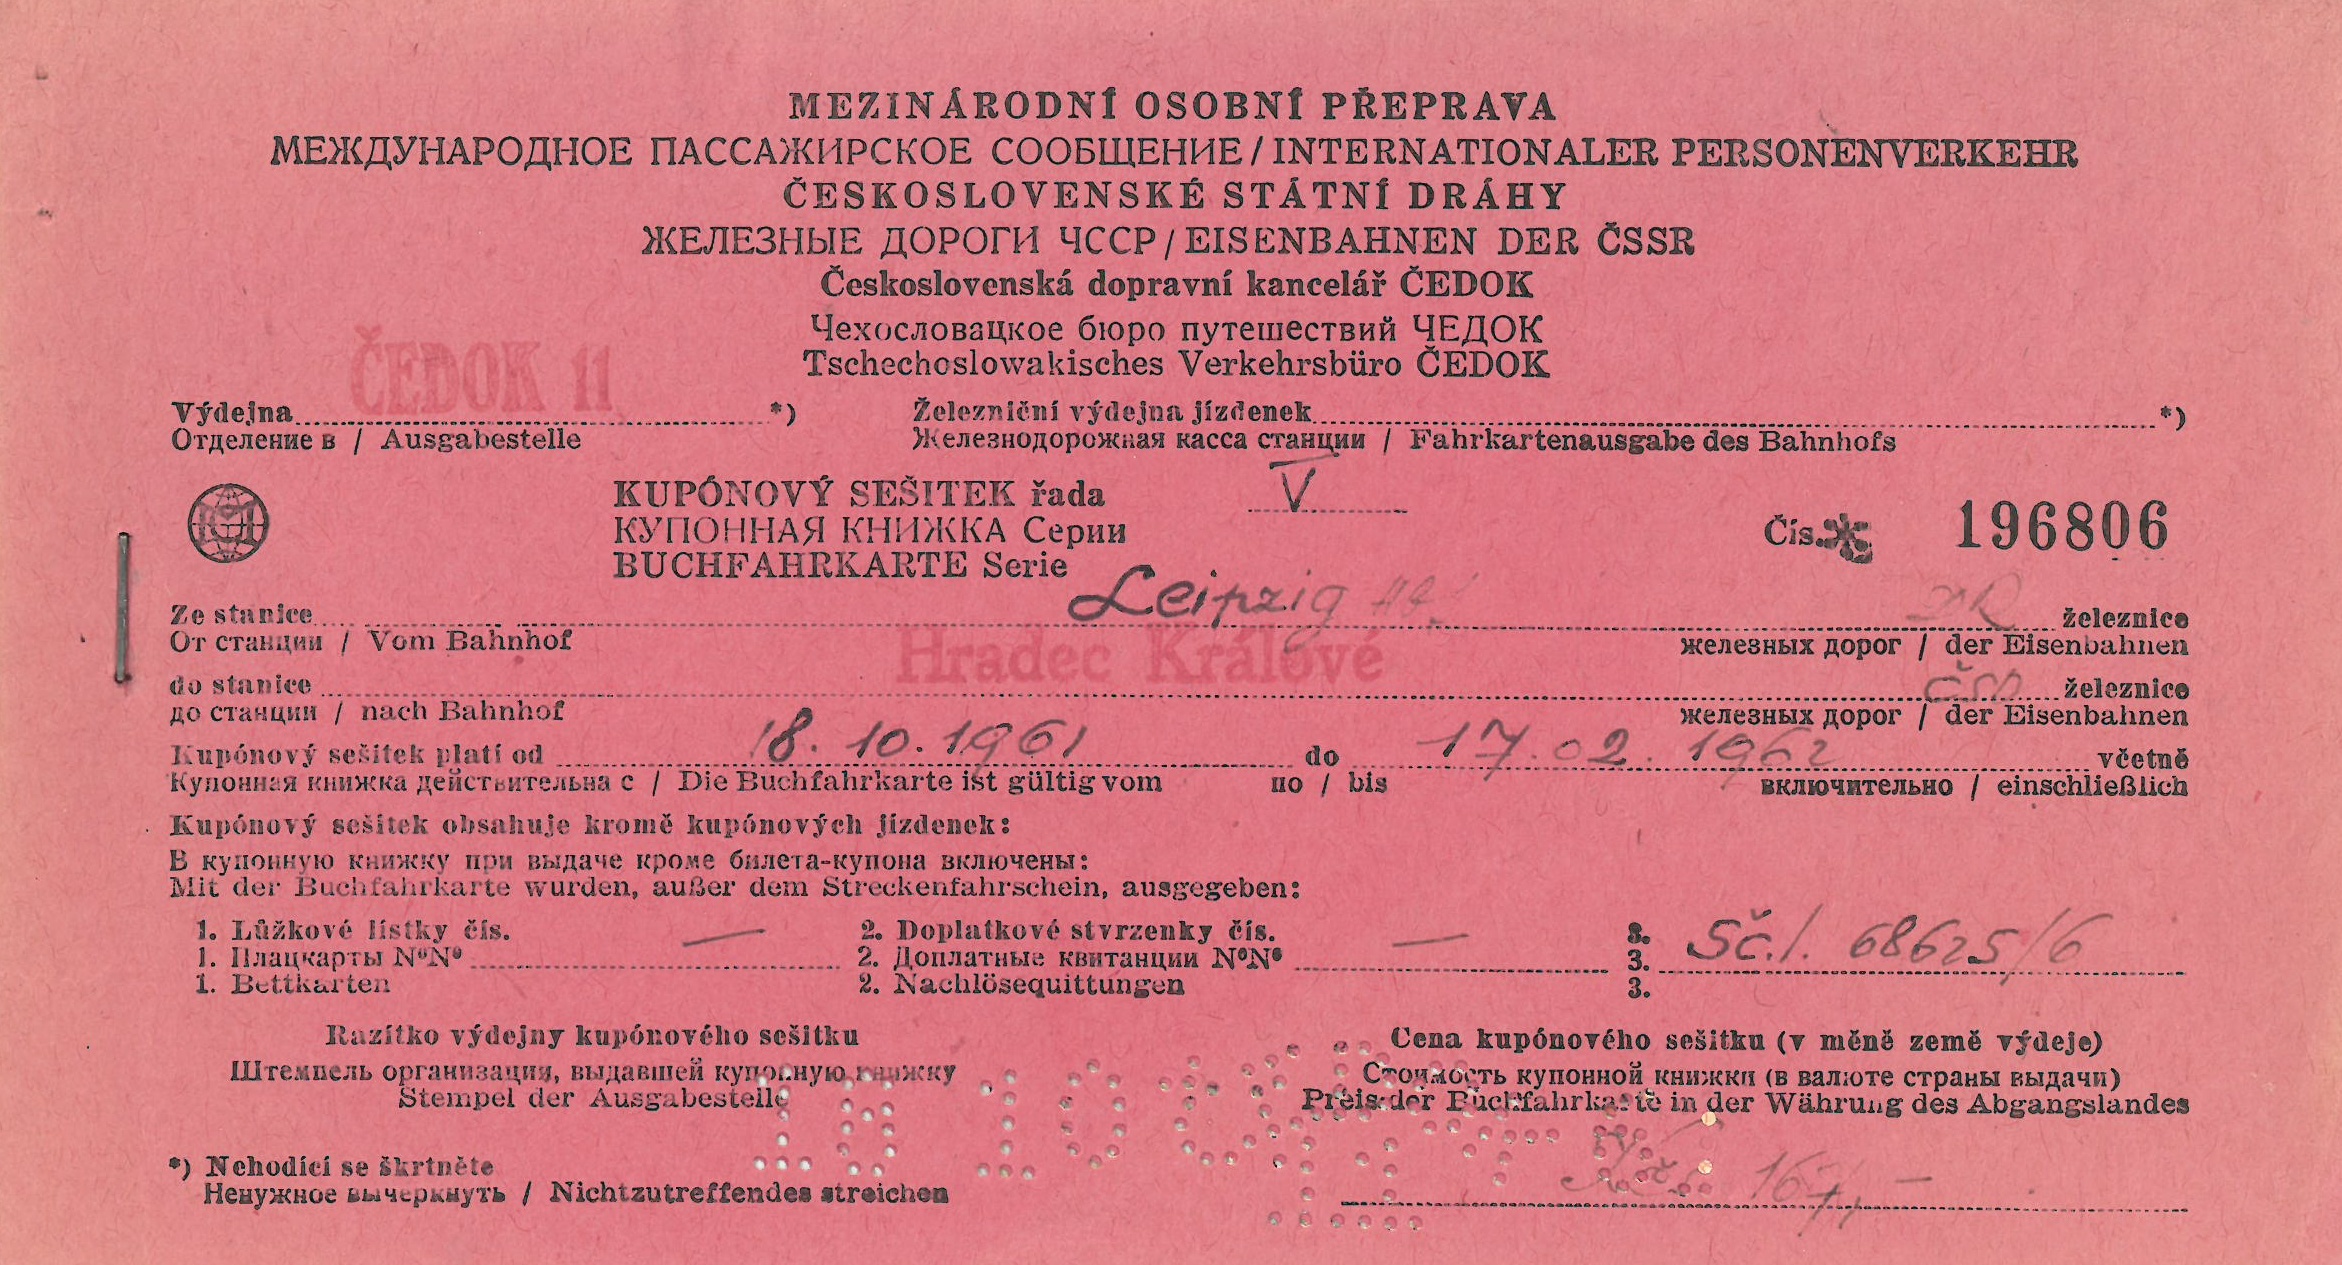 MEZINÁRODNÍ OSOBNÍ PŘEPRAVA
МЕЖДУНАРОДНОЕ ПАССАЖИРСКОЕ СООБЩЕНИЕ / INTERNATIONALER PERSONENVERKEHR
ČESKOSLOVENSKÉ STÁTNÍ DRÁHY
ЖЕЛЕЗНЫЕ ДОРОГИ ЧССР / EISENBAHNEN DER ČSSR
Československá dopravní kancelář ČEDOK
Чехословацкое бюро путешествий ЧЕДОК
Tschechoslowakisches Verkehrsbüro ČEDOK
ČEDOK 11
Výdejna *) Železniční výdejna jízdenek *)
Отделение в / Ausgabestelle Железнодорожная касса станции / Fahrkartenausgabe des Bahnhofs
KUPÓNOVÝ SEŠITEK řada V
КУПОННАЯ КНИЖКА Серии Čís. * 196806
BUCHFAHRKARTE Serie
Ze stanice Leipzig DR železnice
От станции / Vom Bahnhof железных дорог / der Eisenbahnen
Hradec Králové
do stanice ČSD železnice
до станции / nach Bahnhof железных дорог / der Eisenbahnen
Kupónový sešitek platí od 18. 10. 1961 do 17. 02. 1962 včetně
Купонная книжка действительна с / Die Buchfahrkarte ist gültig vom по / bis включительно / einschließlich
Kupónový sešitek obsahuje kromě kupónových jízdenek:
В купонную книжку при выдаче кроме билета-купона включены:
Mit der Buchfahrkarte wurden, außer dem Streckenfahrschein, ausgegeben:
1. Lůžkové lístky čís. — 2. Doplatkové stvrzenky čís. — 3. Sč.l. 68625/6
1. Плацкарты NºNº 2. Доплатные квитанции NºNº 3.
1. Bettkarten 2. Nachlösequittungen 3.
Razítko výdejny kupónového sešitku Cena kupónového sešitku (v měně země výdeje)
Штемпель организация, выдавшей купонную книжку Стоимость купонной книжки (в валюте страны выдачи)
Stempel der Ausgabestelle Preis der Buchfahrkarte in der Währung des Abgangslandes
*) Nehodící se škrtněte
Ненужное вычеркнуть / Nichtzutreffendes streichen Kčs